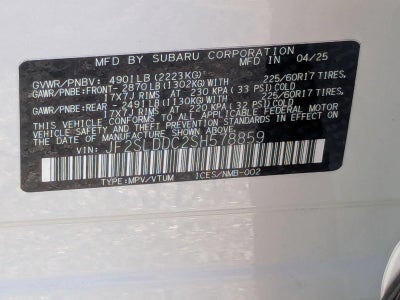 MFD BY SUBARU CORPORATION MFD IN 04/25
GVWR/PNBV: 4901LB (2223KG)
GAWR/PNBE:FRONT- 2870LB (1302KG)WITH 225/60R17 TIRES,
17X7J RIMS AT 230 KPA (33 PSI) COLD
GAWR/PNBE:REAR - 2491LB (1130KG)WITH 225/60R17 TIRES,
17X7J RIMS AT 220 KPA (32 PSI) COLD
THIS VEHICLE CONFORMS TO ALL APPLICABLE FEDERAL MOTOR
VEHICLE SAFETY AND THEFT PREVENTION STANDARDS IN EFFECT
ON THE DATE OF MANUFACTURE SHOWN ABOVE.
VIN: JF2SLDDC2SH578859
TYPE:MPV/VTUM ICES/NMB-002